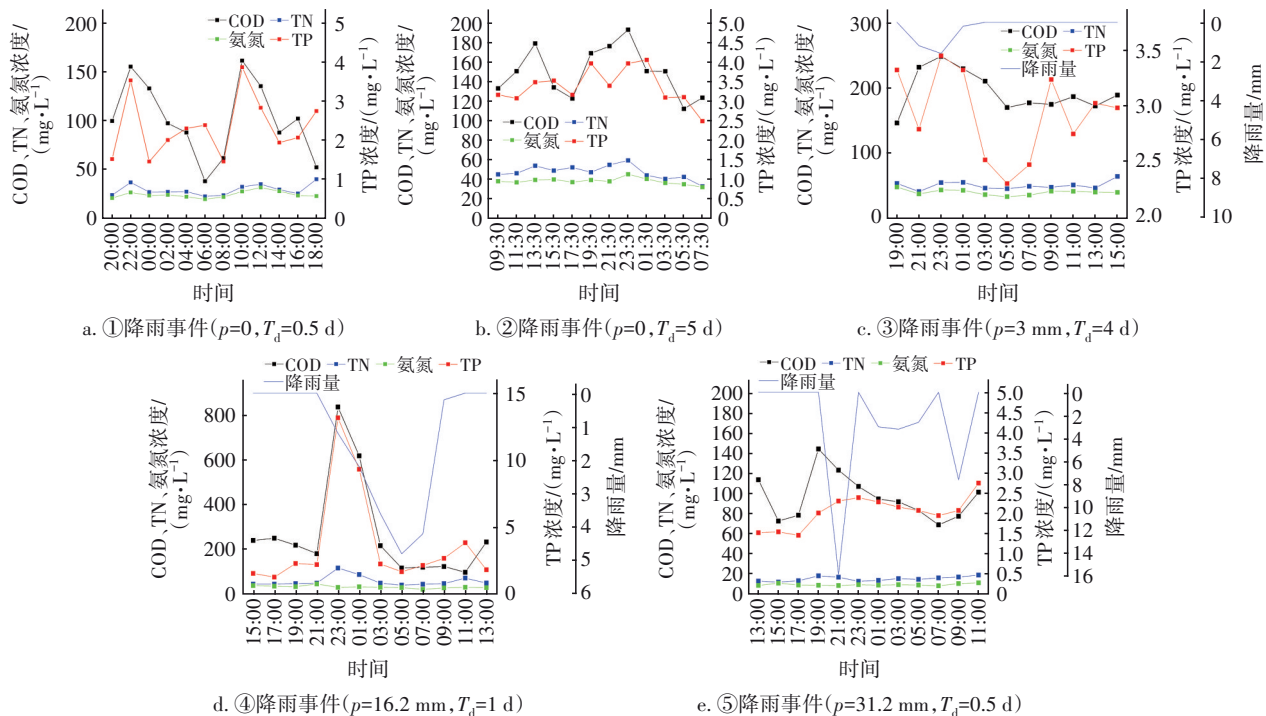 COD TN
氨氮 TP
COD、TN、氨氮浓度/
(mg·L⁻¹)
200
150
100
50
0
5
4
3
2
1
0
TP浓度/(mg·L⁻¹)
20:00 22:00 00:00 02:00 04:00 06:00 08:00 10:00 12:00 14:00 16:00 18:00
时间
a. ①降雨事件(p=0,Td=0.5 d)
COD TN
氨氮 TP
COD、TN、氨氮浓度/
(mg·L⁻¹)
200
180
160
140
120
100
80
60
40
20
0
5.0
4.5
4.0
3.5
3.0
2.5
2.0
1.5
1.0
0.5
0
TP浓度/(mg·L⁻¹)
09:30 11:30 13:30 15:30 17:30 19:30 21:30 23:30 01:30 03:30 05:30 07:30
时间
b. ②降雨事件(p=0,Td=5 d)
COD TN
氨氮 TP
降雨量
COD、TN、氨氮浓度/
(mg·L⁻¹)
300
200
100
0
3.5
3.0
2.5
2.0
TP浓度/(mg·L⁻¹)
0
2
4
6
8
10
降雨量/mm
19:00 21:00 23:00 01:00 03:00 05:00 07:00 09:00 11:00 13:00 15:00
时间
c. ③降雨事件(p=3 mm,Td=4 d)
COD TN 氨氮 TP
降雨量
COD、TN、氨氮浓度/
(mg·L⁻¹)
800
600
400
200
0
15
10
5
0
TP浓度/(mg·L⁻¹)
0
1
2
3
4
5
6
降雨量/mm
15:00 17:00 19:00 21:00 23:00 01:00 03:00 05:00 07:00 09:00 11:00 13:00
时间
d. ④降雨事件(p=16.2 mm,Td=1 d)
COD TN 氨氮 TP
降雨量
COD、TN、氨氮浓度/
(mg·L⁻¹)
200
180
160
140
120
100
80
60
40
20
0
5.0
4.5
4.0
3.5
3.0
2.5
2.0
1.5
1.0
0.5
0
TP浓度/(mg·L⁻¹)
0
2
4
6
8
10
12
14
16
降雨量/mm
13:00 15:00 17:00 19:00 21:00 23:00 01:00 03:00 05:00 07:00 09:00 11:00
时间
e. ⑤降雨事件(p=31.2 mm,Td=0.5 d)